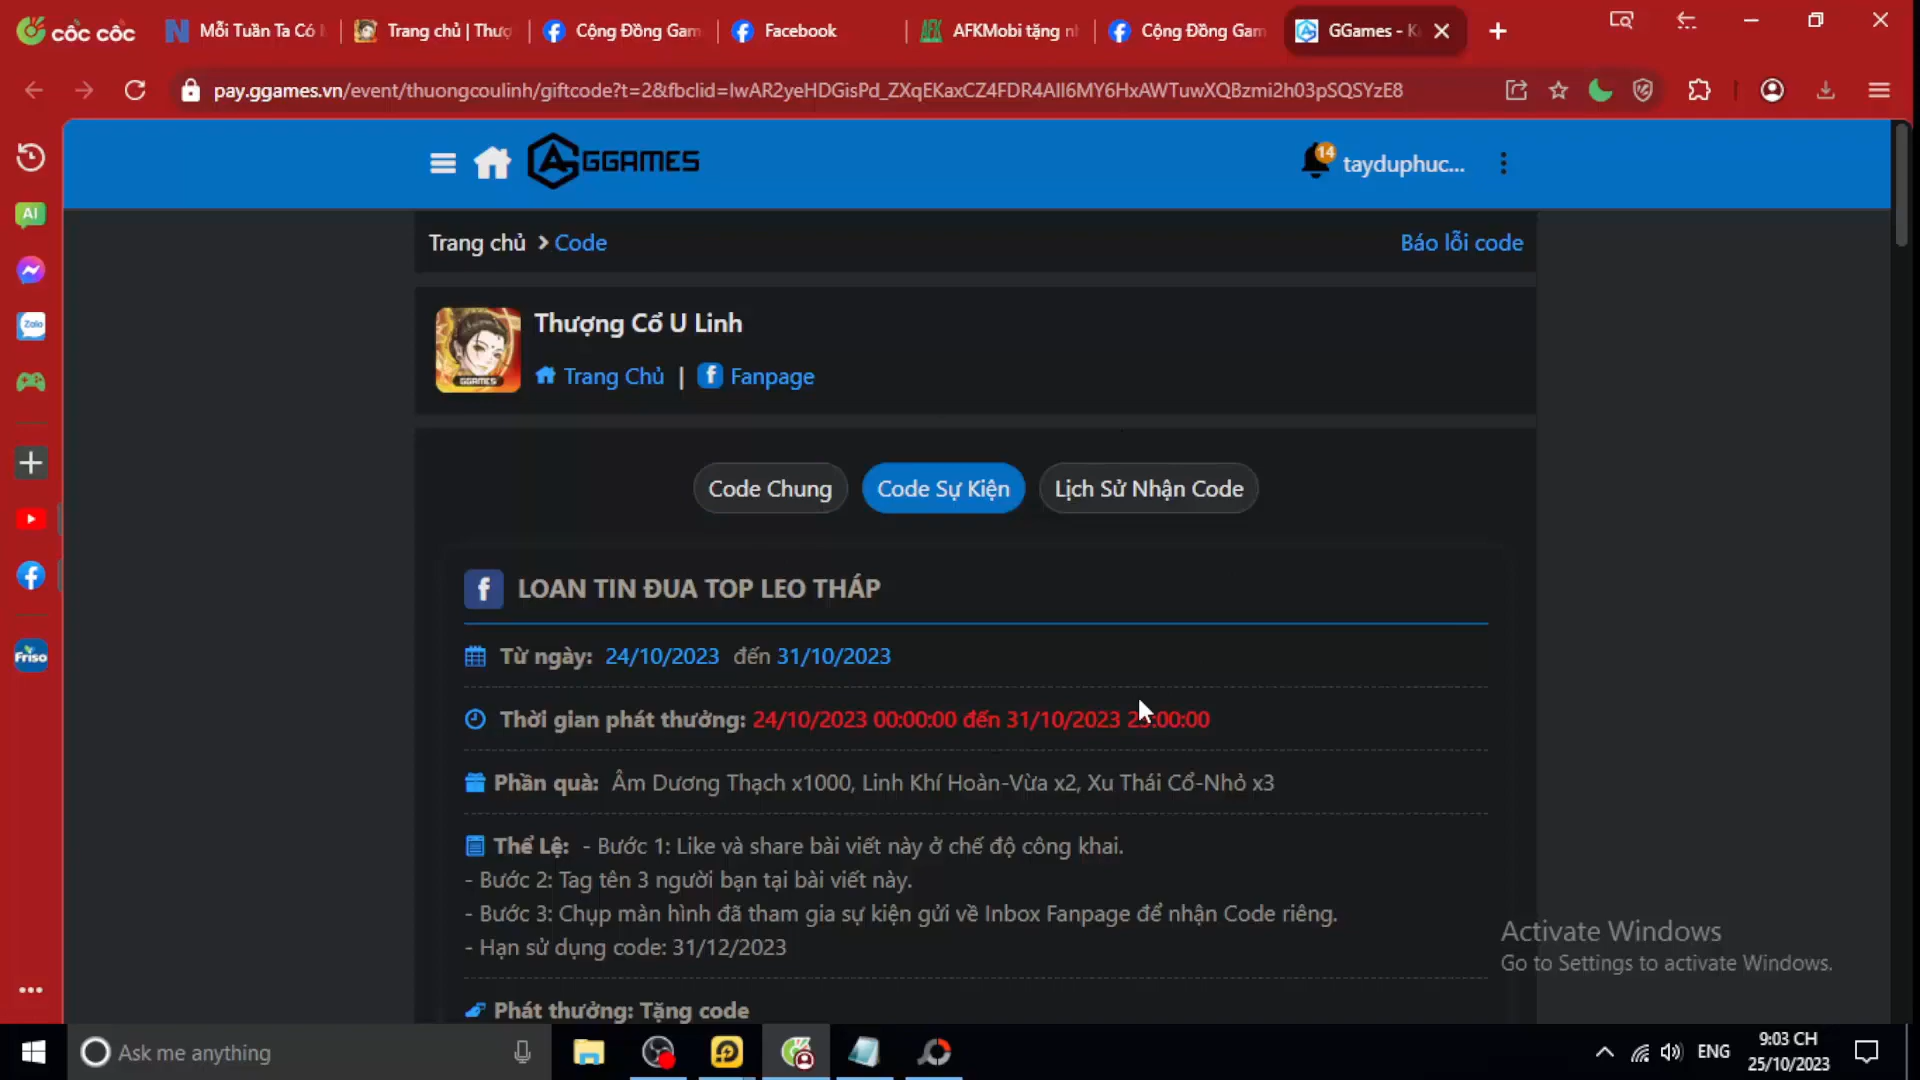 cốc cốc
Mỗi Tuần Ta Có
Trang chủ | Thượ
Cộng Đồng Gam
Facebook
AFKMobi tặng
Cộng Đồng Gam
GGames -
pay.ggames.vn/event/thuongcoulinh/giftcode?t=2&fbclid=IwAR2yeHDGisPd_ZXqEKaxCZ4FDR4AlI6MY6HxAWTuwXQBzmi2h03pSQSYzE8
AI
Zalo
Friso
GGAMES
14
tayduphuc...
Trang chủ > Code
Báo lỗi code
GGAMES
Thượng Cổ U Linh
Trang Chủ | Fanpage
Code Chung
Code Sự Kiện
Lịch Sử Nhận Code
LOAN TIN ĐUA TOP LEO THÁP
Từ ngày: 24/10/2023 đến 31/10/2023
Thời gian phát thưởng: 24/10/2023 00:00:00 đến 31/10/2023 23:00:00
Phần quà: Âm Dương Thạch x1000, Linh Khí Hoàn-Vừa x2, Xu Thái Cổ-Nhỏ x3
Thể Lệ: - Bước 1: Like và share bài viết này ở chế độ công khai.
- Bước 2: Tag tên 3 người bạn tại bài viết này.
- Bước 3: Chụp màn hình đã tham gia sự kiện gửi về Inbox Fanpage để nhận Code riêng.
- Hạn sử dụng code: 31/12/2023
Phát thưởng: Tặng code
Activate Windows
Go to Settings to activate Windows.
Ask me anything
ENG
9:03 CH
25/10/2023